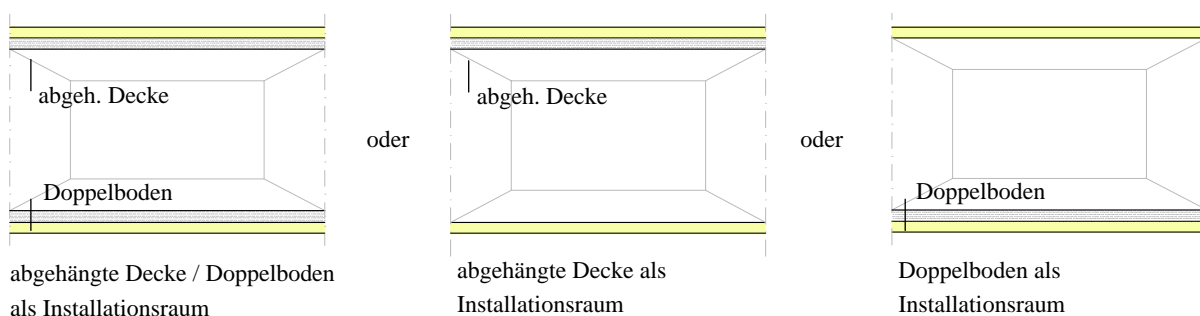 abgeh. Decke
Doppelboden
abgehängte Decke / Doppelboden
als Installationsraum
oder
abgeh. Decke
abgehängte Decke als
Installationsraum
oder
Doppelboden
Doppelboden als
Installationsraum